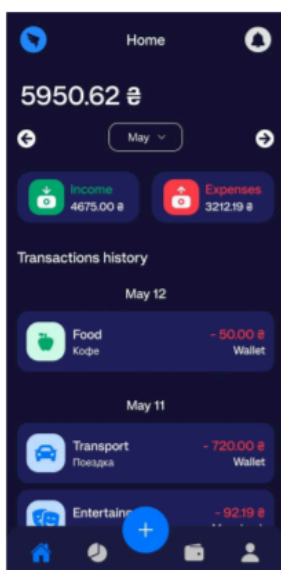 Home
5950.62 ₴
May
Income
4675.00 ₴
Expenses
3212.19 ₴
Transactions history
May 12
Food
- 50.00 ₴
Кофе
Wallet
May 11
Transport
- 720.00 ₴
Поездка
Wallet
- 92.19 ₴